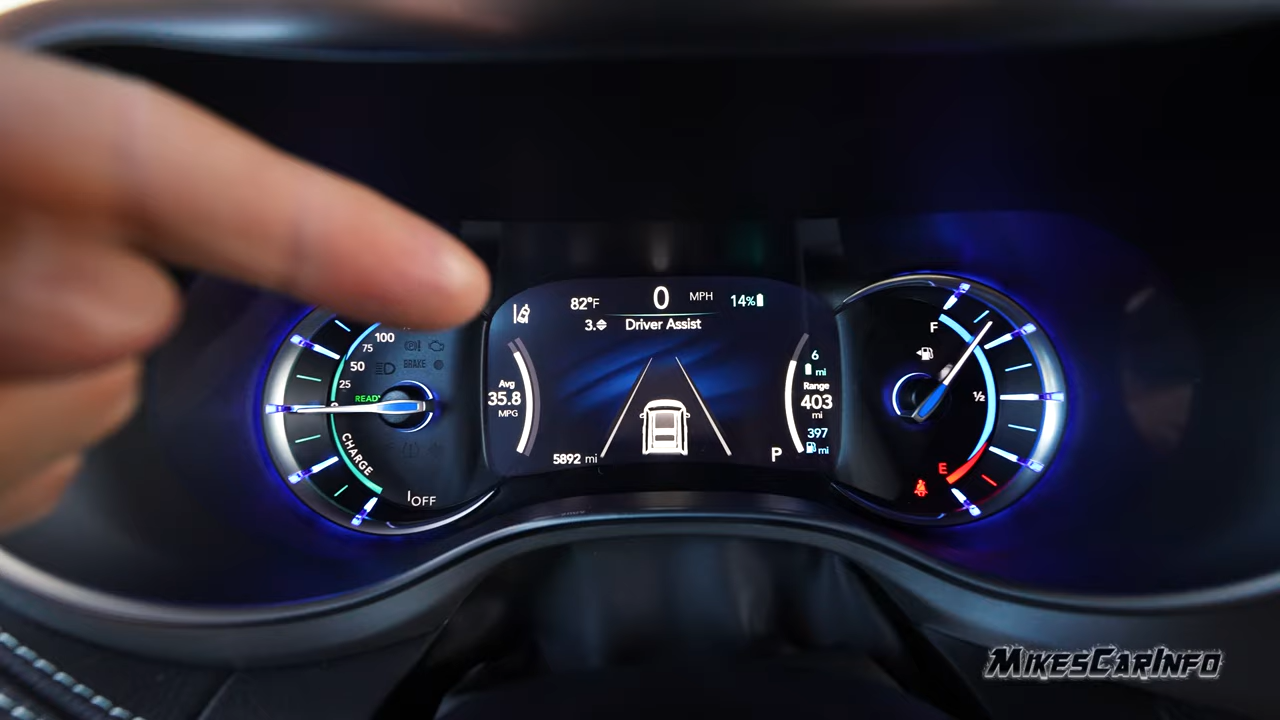 0 MPH
82°F
14%
3.
Driver Assist
100
75
50
25
BRAKE
READY
CHARGE
OFF
Avg
35.8
MPG
5892 mi
P
6
mi
Range
403
mi
397
mi
F
½
E
MIKESCARINFO